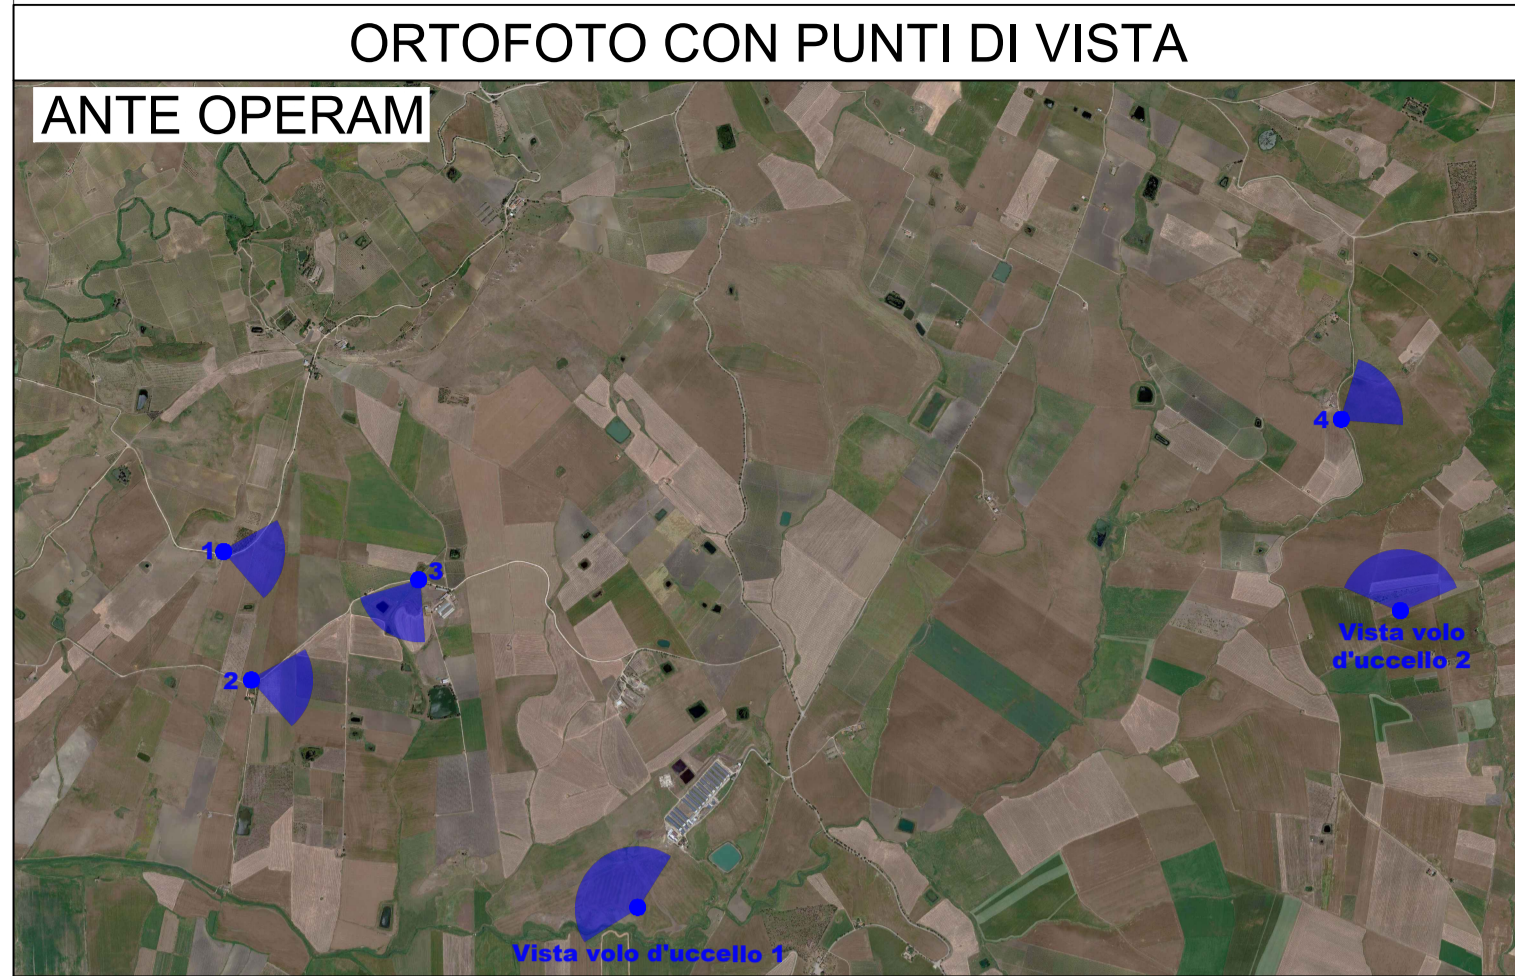 ORTOFOTO CON PUNTI DI VISTA
ANTE OPERAM
4
1
3
2
Vista volo
d'uccello 2
Vista volo d'uccello 1